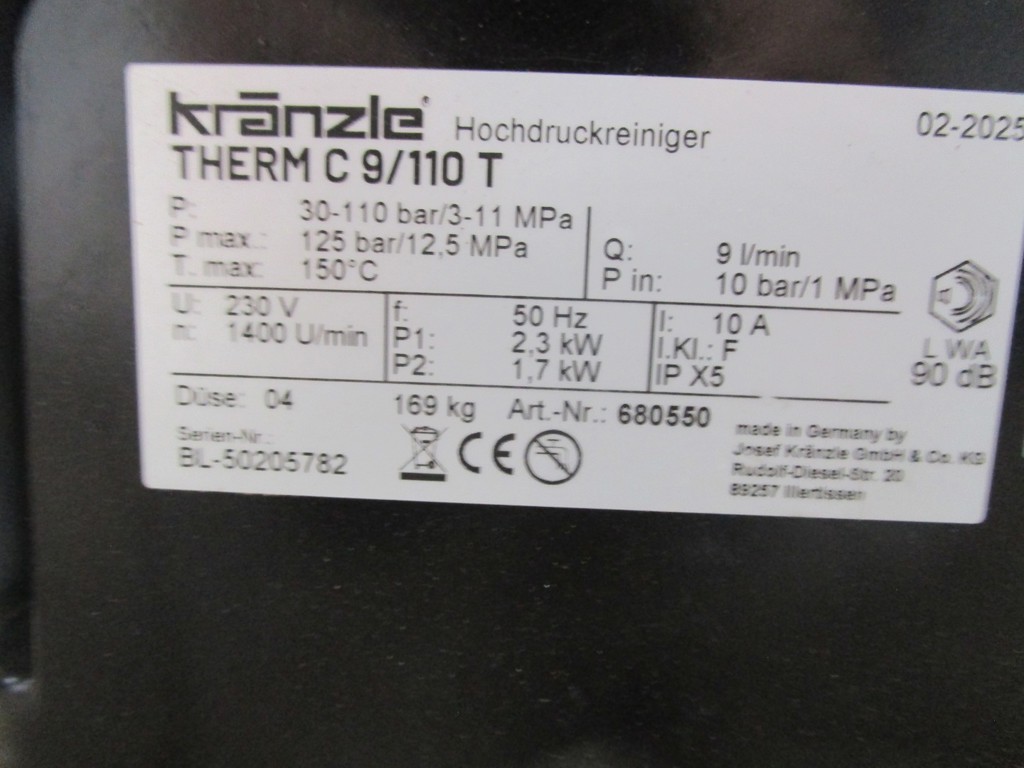 kränzle Hochdruckreiniger 02-2025
THERM C 9/110 T
P: 30-110 bar/3-11 MPa
P max.: 125 bar/12,5 MPa
T. max: 150°C
Q: 9 l/min
P in: 10 bar/1 MPa
U: 230 V
n: 1400 U/min
f: 50 Hz
P1: 2,3 kW
P2: 1,7 kW
I: 10 A
I.Kl.: F
IP X5
L WA
90 dB
Düse: 04 169 kg Art.-Nr.: 680550
Serien-Nr.:
BL-50205782
CE
made in Germany by
Josef Kränzle GmbH & Co. KG
Rudolf-Diesel-Str. 20
89257 Illertissen